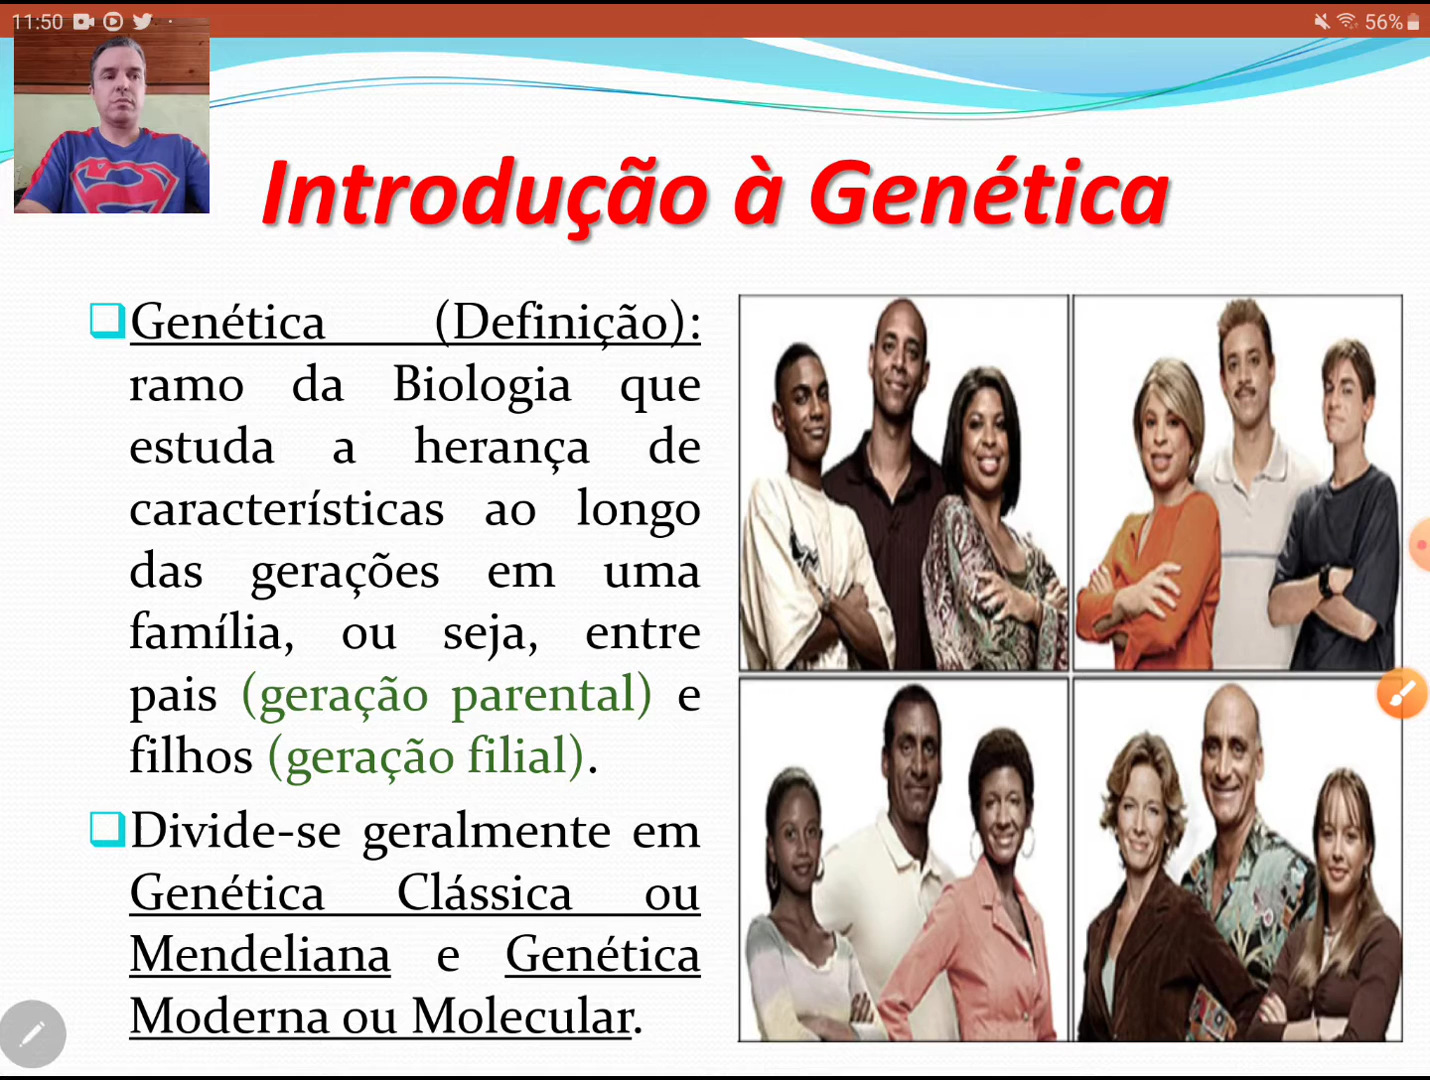 11:50
56%
Introdução à Genética
Genética (Definição):
ramo da Biologia que
estuda a herança de
características ao longo
das gerações em uma
família, ou seja, entre
pais (geração parental) e
filhos (geração filial).
Divide-se geralmente em
Genética Clássica ou
Mendeliana e Genética
Moderna ou Molecular.